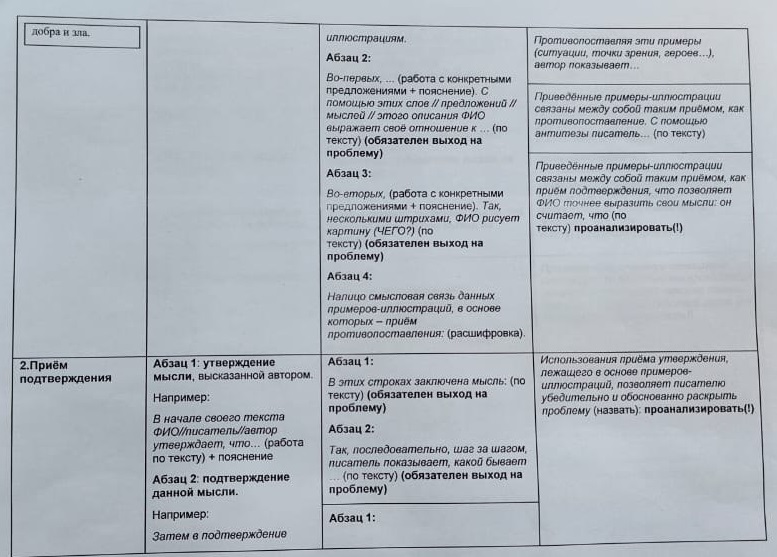 добра и зла.
иллюстрациям.
Абзац 2:
Во-первых, ... (работа с конкретными
предложениями + пояснение). С
помощью этих слов // предложений //
мыслей // этого описания ФИО
выражает своё отношение к ... (по
тексту) (обязателен выход на
проблему)
Абзац 3:
Во-вторых, (работа с конкретными
предложениями + пояснение). Так,
несколькими штрихами, ФИО рисует
картину (ЧЕГО?) (по
тексту) (обязателен выход на
проблему)
Абзац 4:
Налицо смысловая связь данных
примеров-иллюстраций, в основе
которых – приём
противопоставления: (расшифровка).
Противопоставляя эти примеры
(ситуации, точки зрения, героев…),
автор показывает…
Приведённые примеры-иллюстрации
связаны между собой таким приёмом, как
противопоставление. С помощью
антитезы писатель… (по тексту)
Приведённые примеры-иллюстрации
связаны между собой таким приёмом, как
приём подтверждения, что позволяет
ФИО точнее выразить свои мысли: он
считает, что (по
тексту) проанализировать(!)
2.Приём
подтверждения
Абзац 1: утверждение
мысли, высказанной автором.
Например:
В начале своего текста
ФИО//писатель//автор
утверждает, что… (работа
по тексту) + пояснение
Абзац 2: подтверждение
данной мысли.
Например:
Затем в подтверждение
Абзац 1:
В этих строках заключена мысль: (по
тексту) (обязателен выход на
проблему)
Абзац 2:
Так, последовательно, шаг за шагом,
писатель показывает, какой бывает
... (по тексту) (обязателен выход на
проблему)
Абзац 1:
Использования приёма утверждения,
лежащего в основе примеров-
иллюстраций, позволяет писателю
убедительно и обоснованно раскрыть
проблему (назвать): проанализировать(!)